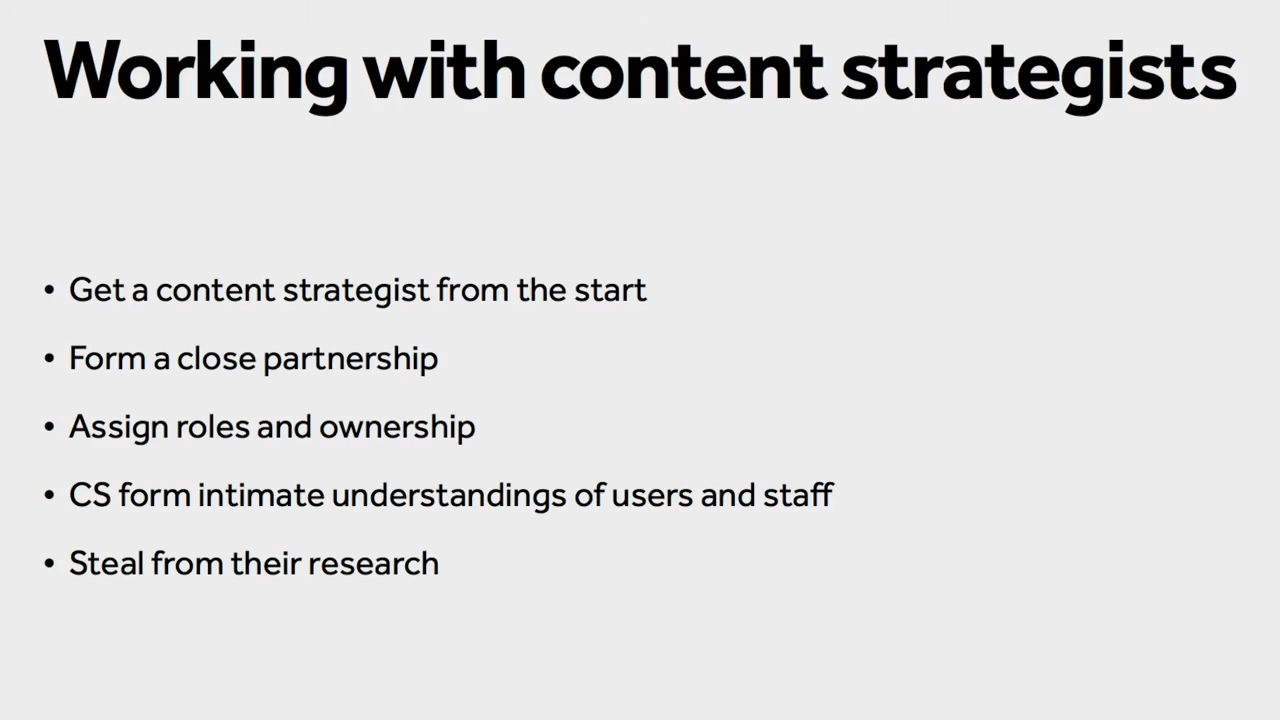 Working with content strategists
• Get a content strategist from the start
• Form a close partnership
• Assign roles and ownership
• CS form intimate understandings of users and staff
• Steal from their research